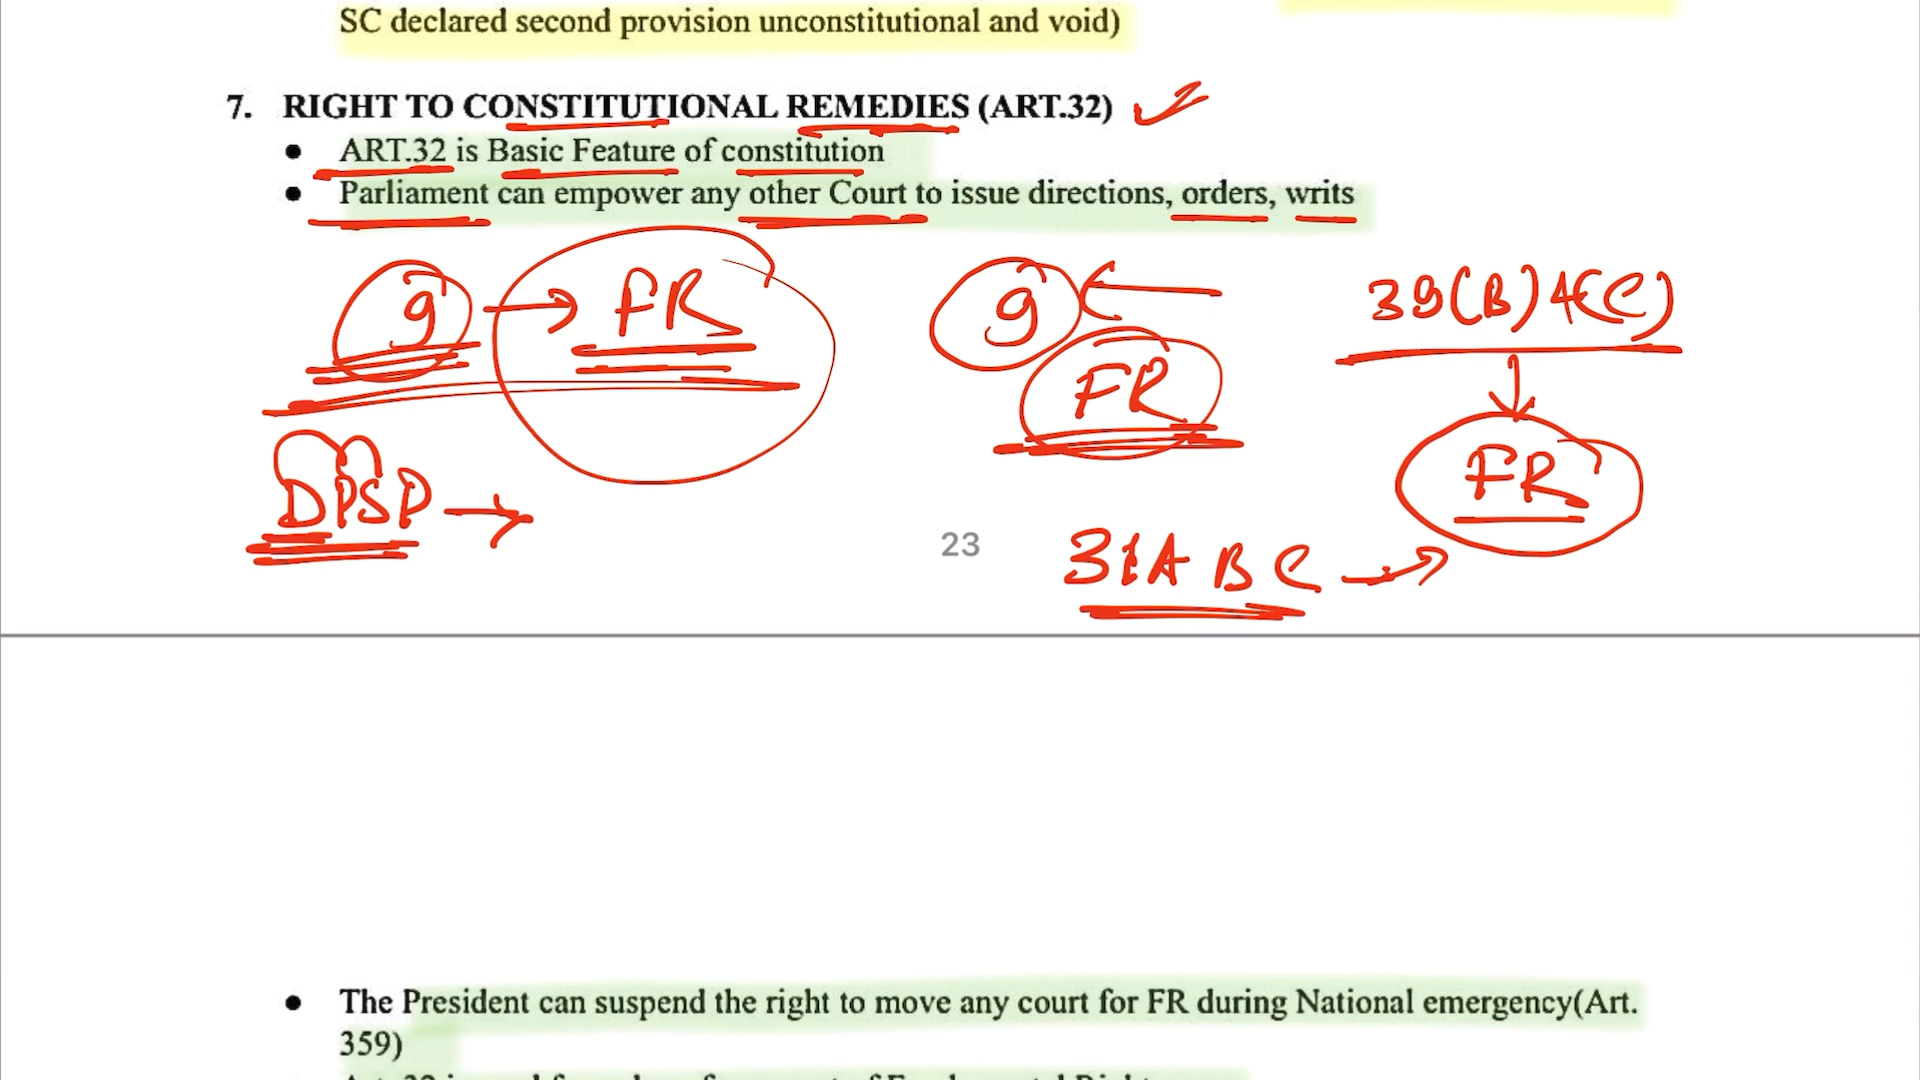 SC declared second provision unconstitutional and void)
7. RIGHT TO CONSTITUTIONAL REMEDIES (ART.32)
● ART.32 is Basic Feature of constitution
● Parliament can empower any other Court to issue directions, orders, writs
g → FR
g ←
39(B) (C)
FR
FR
DPSP →
23
31A B C →
● The President can suspend the right to move any court for FR during National emergency(Art.
359)